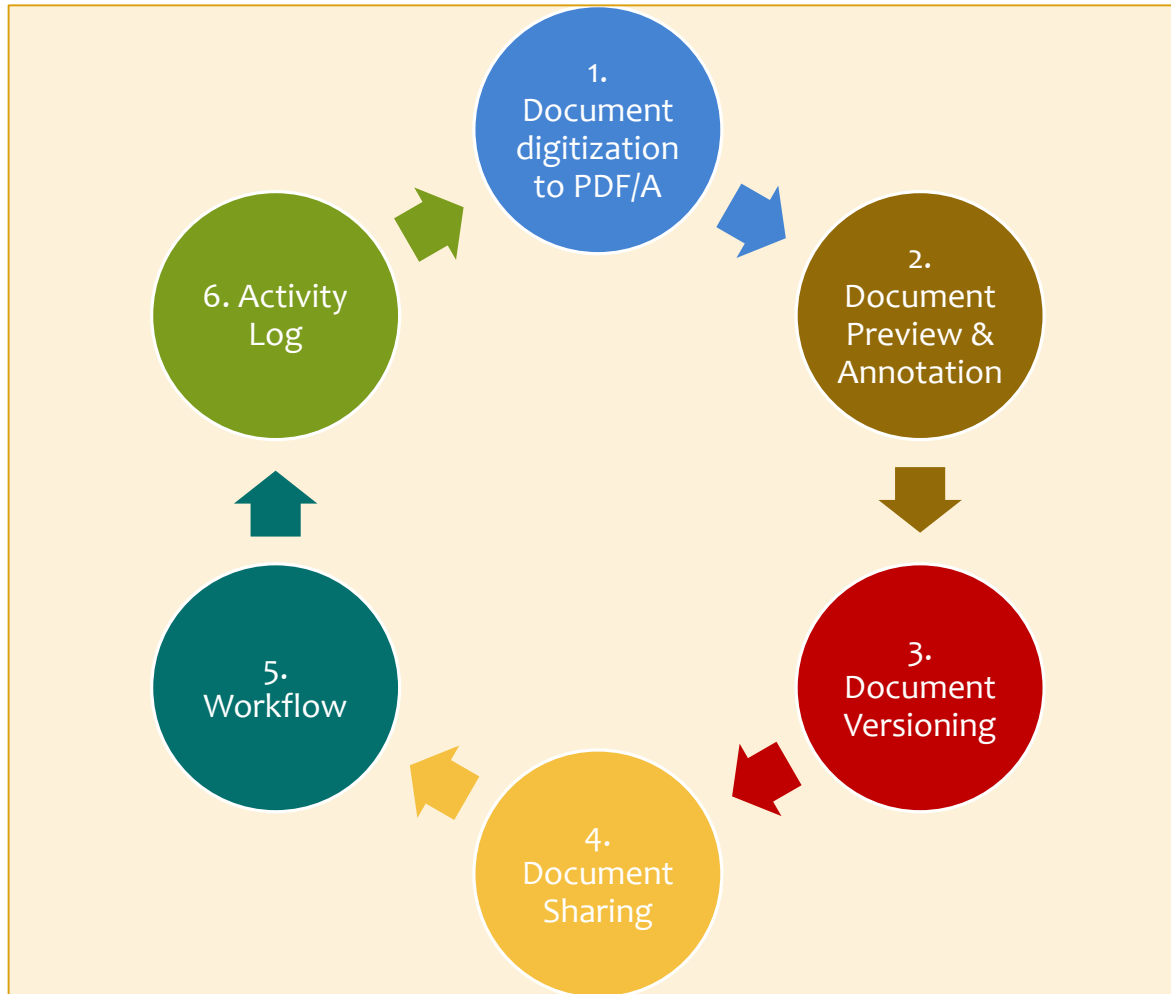 1.
Document
digitization
to PDF/A
2.
Document
Preview &
Annotation
3.
Document
Versioning
4.
Document
Sharing
5.
Workflow
6. Activity
Log